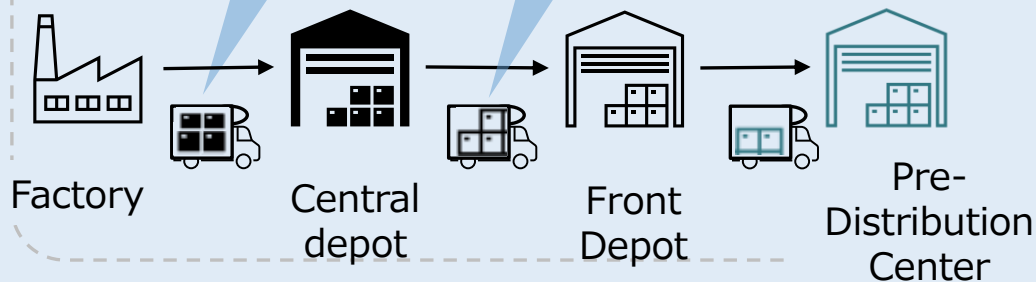 Factory
Central
depot
Front
Depot
Pre-
Distribution
Center